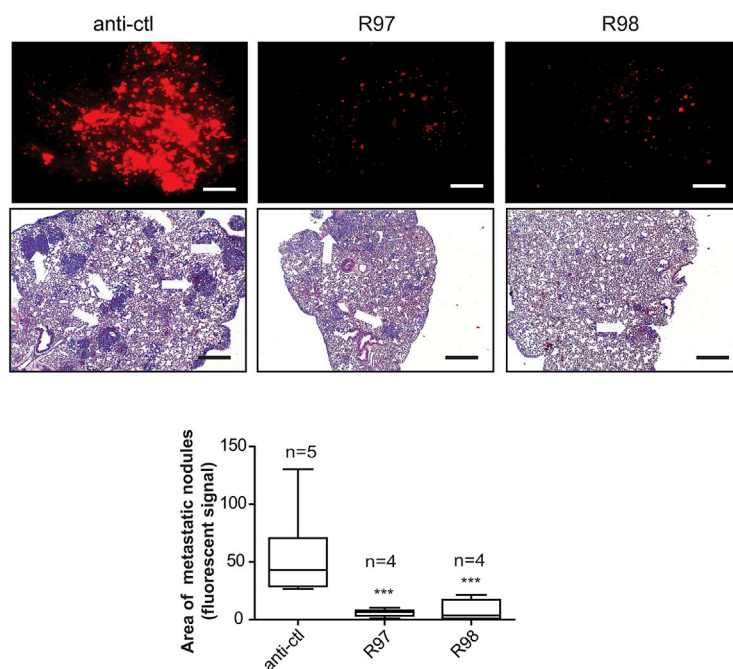 anti-ctl R97 R98
Area of metastatic nodules
(fluorescent signal)
150
100
50
0
n=5
n=4
n=4
***
***
anti-ctl R97 R98